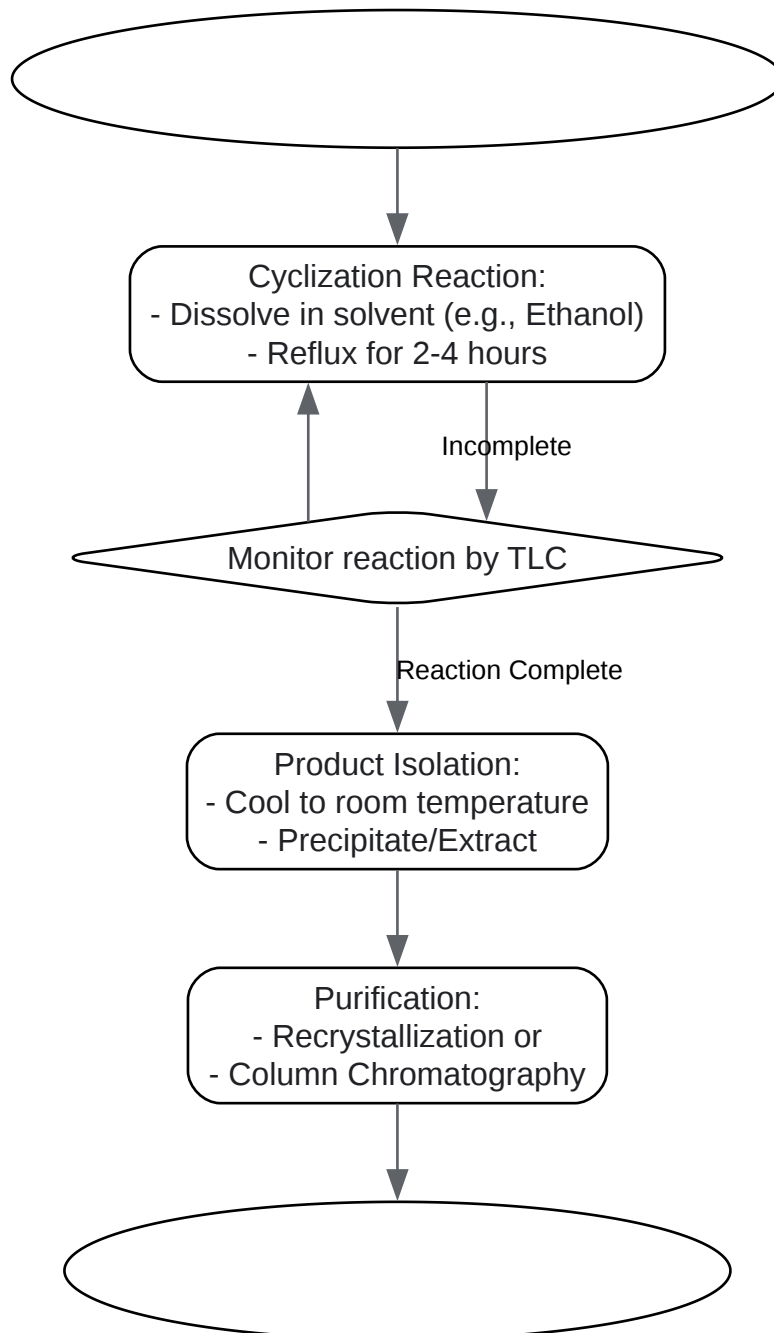 Cyclization Reaction:
- Dissolve in solvent (e.g., Ethanol)
- Reflux for 2-4 hours
Incomplete
Monitor reaction by TLC
Reaction Complete
Product Isolation:
- Cool to room temperature
- Precipitate/Extract
Purification:
- Recrystallization or
- Column Chromatography